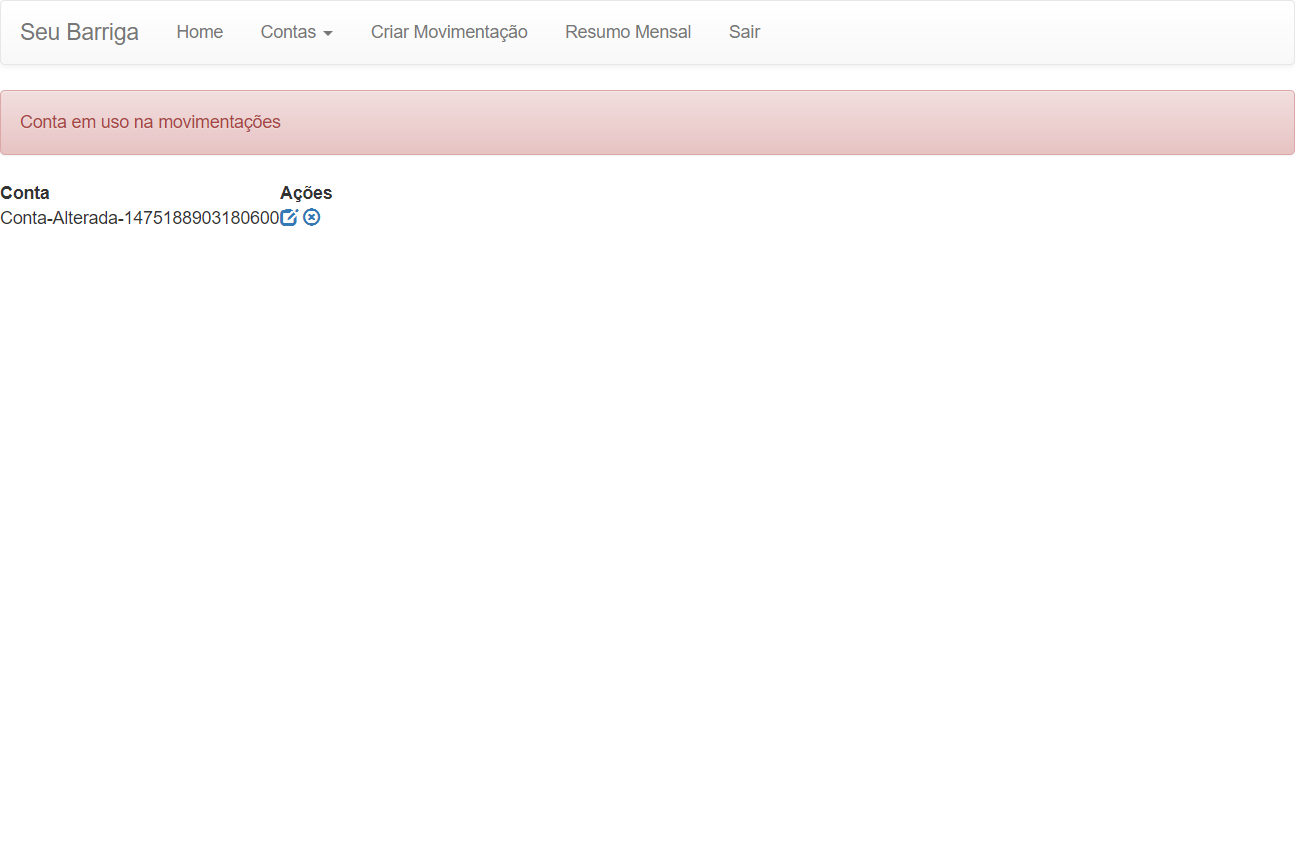 Seu Barriga Home Contas Criar Movimentação Resumo Mensal Sair
Conta em uso na movimentações
Conta Ações
Conta-Alterada-1475188903180600